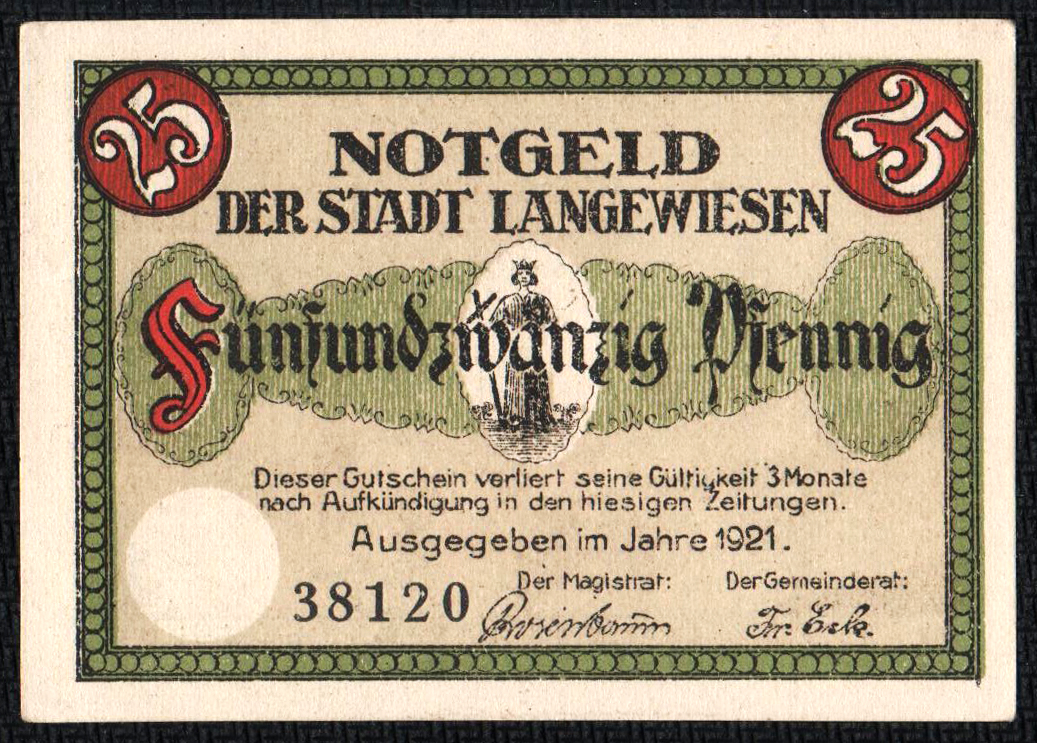 25 25
NOTGELD
DER STADT LANGEWIESEN
Fünfundzwanzig Pfennig
Dieser Gutschein verliert seine Gültigkeit 3 Monate
nach Aufkündigung in den hiesigen Zeitungen.
Ausgegeben im Jahre 1921.
Der Magistrat: Der Gemeinderat:
38120 Rosenbaum Fr. Eck.